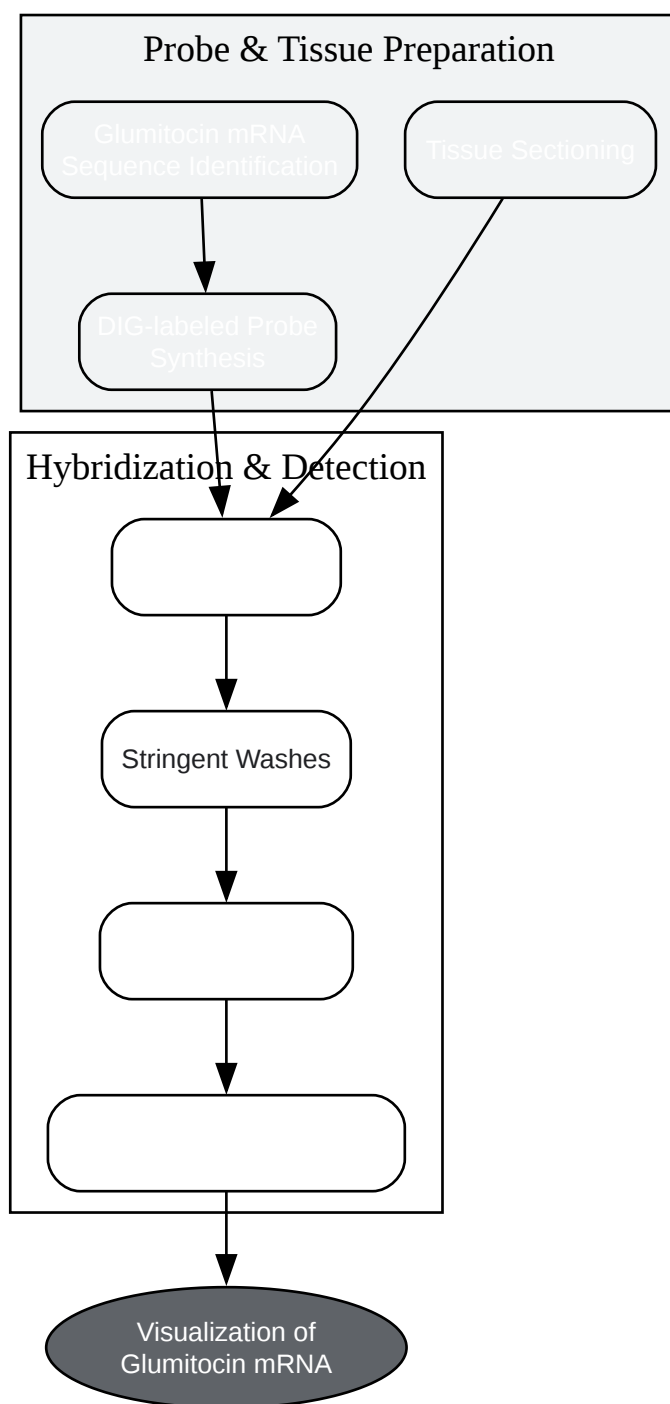 Probe & Tissue Preparation
Glumitocin mRNA
Sequence Identification
Tissue Sectioning
DIG-labeled Probe
Synthesis
Hybridization & Detection
Stringent Washes
Visualization of
Glumitocin mRNA